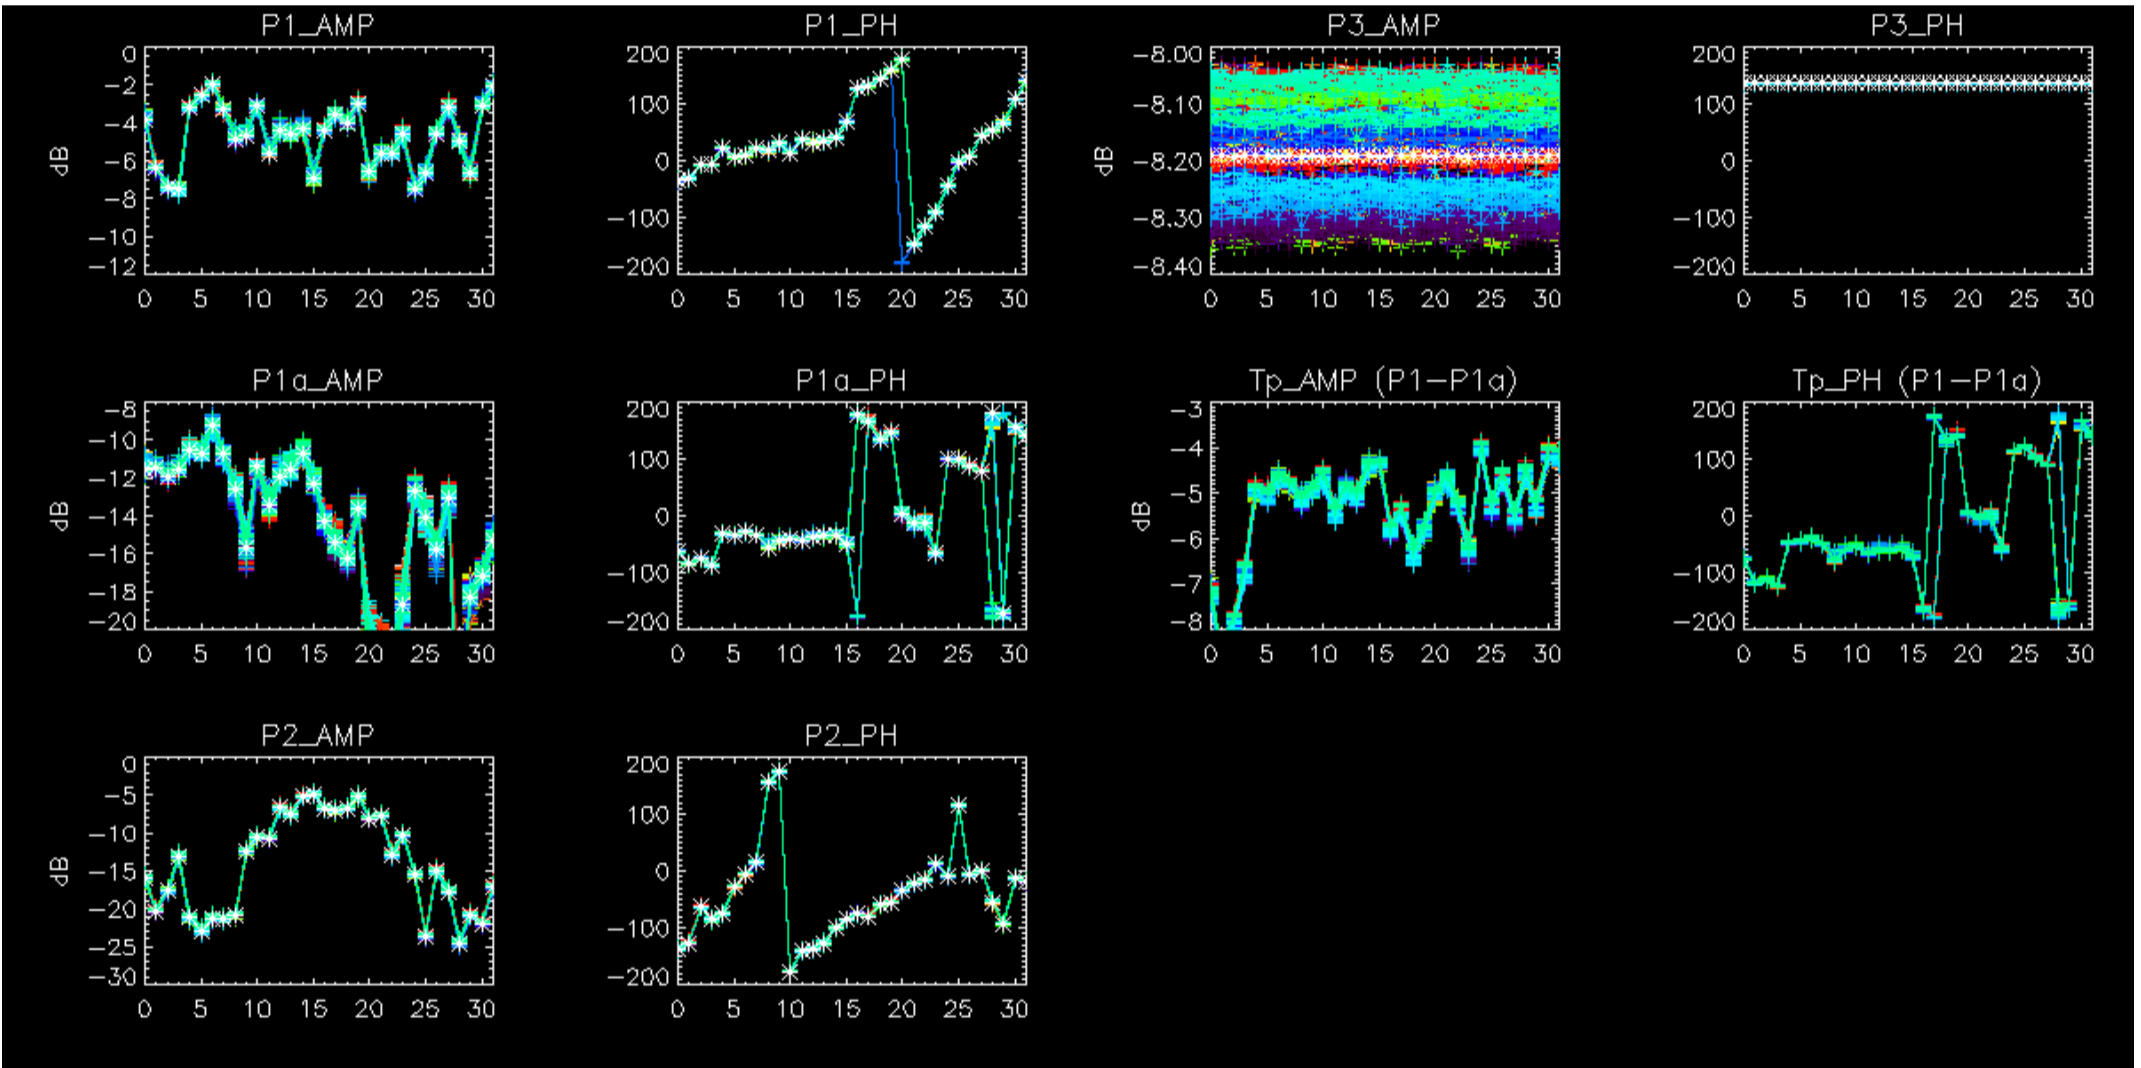 P1_AMP
P1_PH
P3_AMP
P3_PH
dB
0
−2
−4
−6
−8
−10
−12
0 5 10 15 20 25 30
200
100
0
−100
−200
0 5 10 15 20 25 30
dB
−8.00
−8.10
−8.20
−8.30
−8.40
0 5 10 15 20 25 30
200
100
0
−100
−200
0 5 10 15 20 25 30
P1a_AMP
P1a_PH
Tp_AMP (P1−P1a)
Tp_PH (P1−P1a)
dB
−8
−10
−12
−14
−16
−18
−20
0 5 10 15 20 25 30
200
100
0
−100
−200
0 5 10 15 20 25 30
dB
−3
−4
−5
−6
−7
−8
0 5 10 15 20 25 30
200
100
0
−100
−200
0 5 10 15 20 25 30
P2_AMP
P2_PH
dB
0
−5
−10
−15
−20
−25
−30
0 5 10 15 20 25 30
200
100
0
−100
−200
0 5 10 15 20 25 30